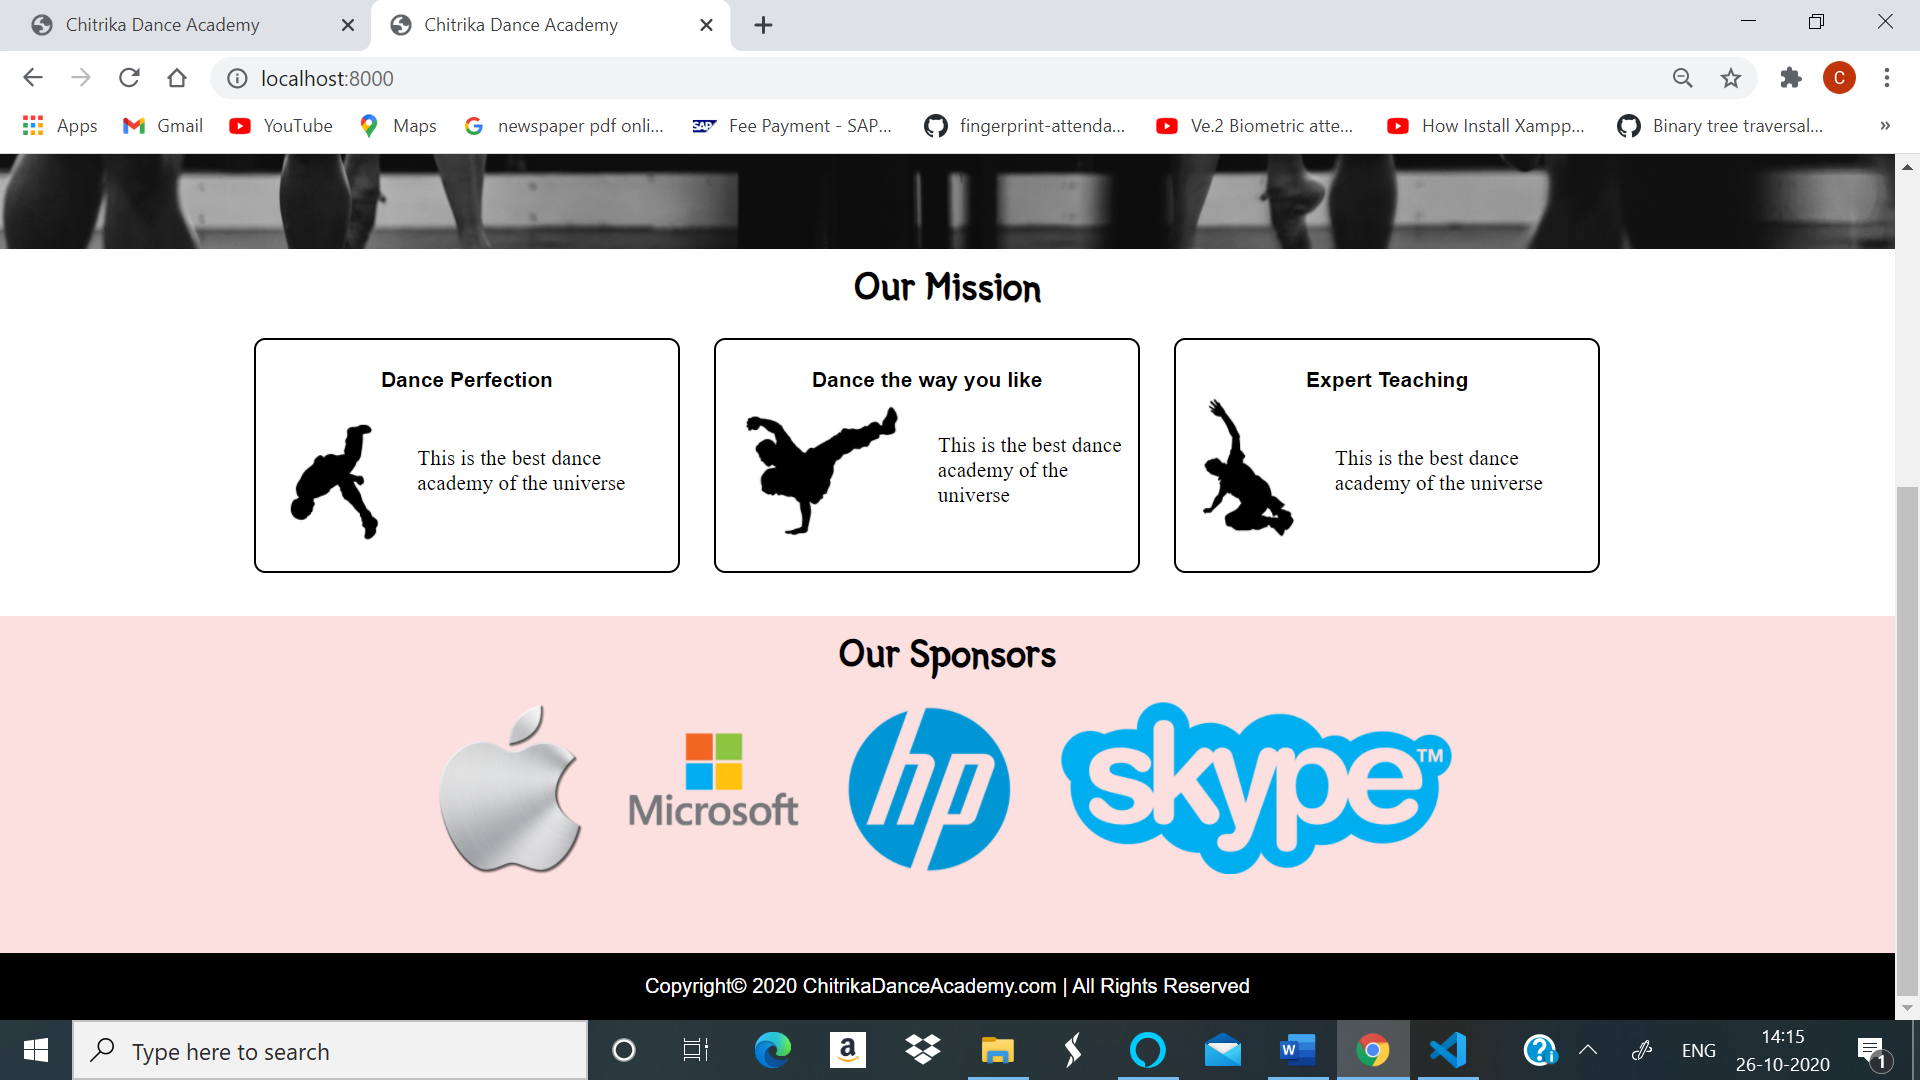 Chitrika Dance Academy
Chitrika Dance Academy
localhost:8000
C
Apps
Gmail
YouTube
Maps
newspaper pdf onli...
SAP
Fee Payment - SAP...
fingerprint-attenda...
Ve.2 Biometric atte...
How Install Xampp...
Binary tree traversal...
»
Our Mission
Dance Perfection
This is the best dance
academy of the universe
Dance the way you like
This is the best dance
academy of the
universe
Expert Teaching
This is the best dance
academy of the universe
Our Sponsors
Microsoft
hp
skype™
Copyright© 2020 ChitrikaDanceAcademy.com | All Rights Reserved
Type here to search
a
W
?
ENG
14:15
26-10-2020
1